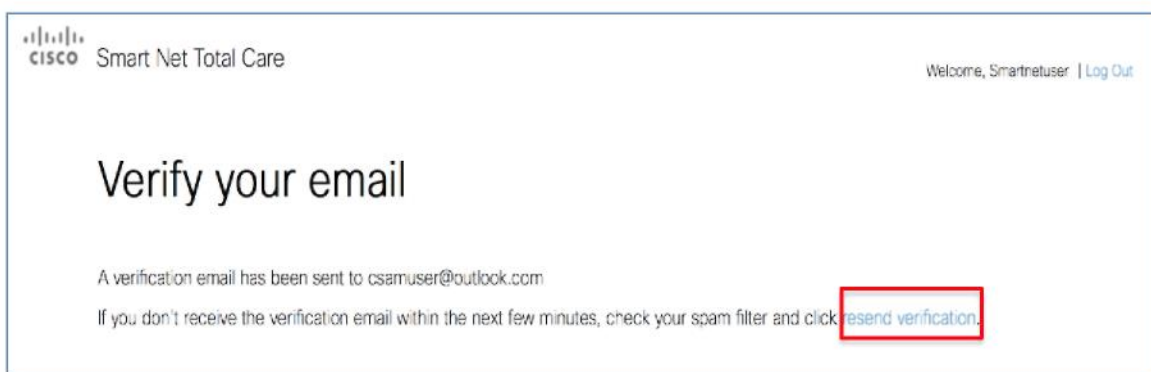 CISCO Smart Net Total Care
Welcome, Smartnetuser | Log Out
Verify your email
A verification email has been sent to csamuser@outlook.com
If you don't receive the verification email within the next few minutes, check your spam filter and click resend verification.